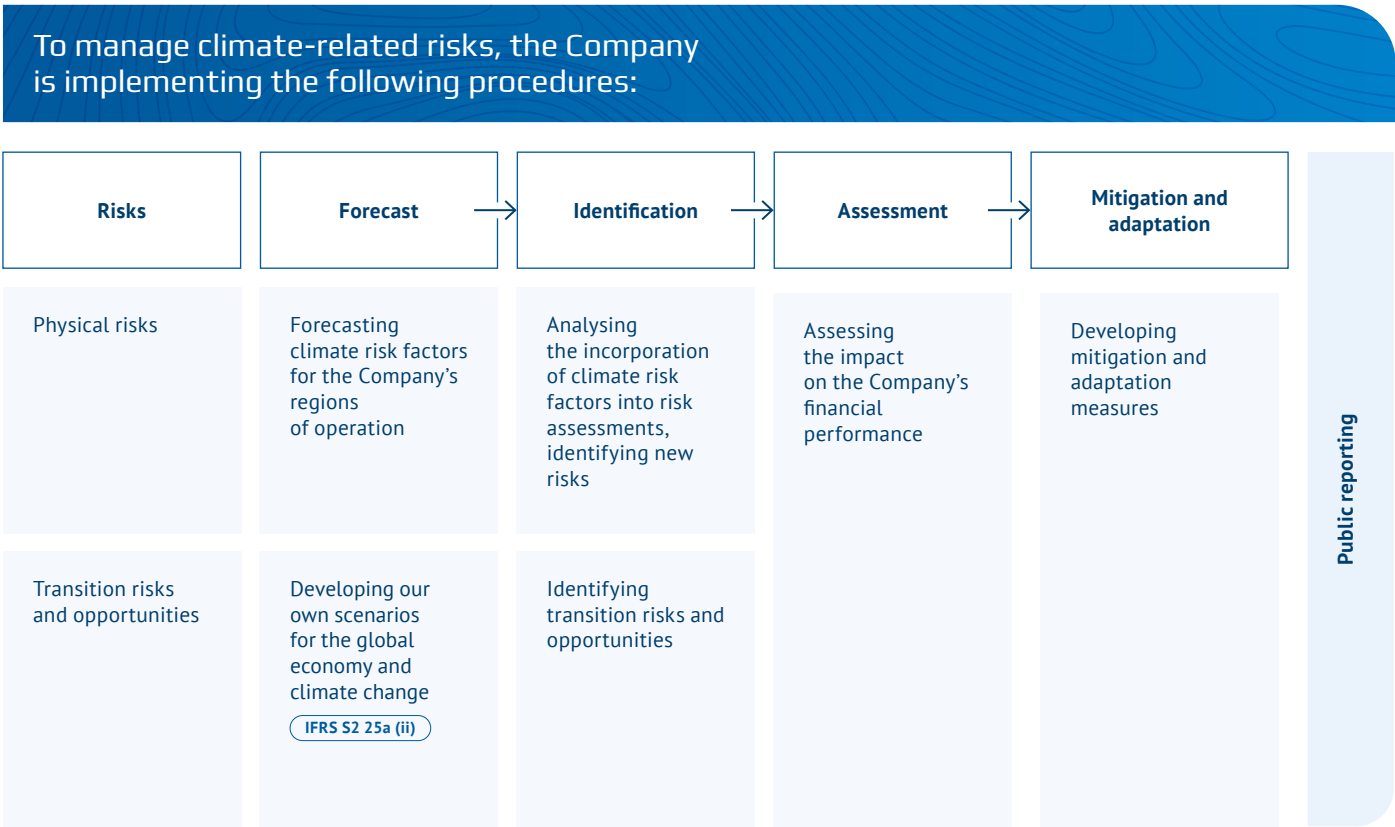 To manage climate-related risks, the Company
is implementing the following procedures:
Risks
Forecast
Identification
Assessment
Mitigation and
adaptation
Physical risks
Forecasting
climate risk factors
for the Company’s
regions
of operation
Analysing
the incorporation
of climate risk
factors into risk
assessments,
identifying new
risks
Assessing
the impact
on the Company’s
financial
performance
Developing
mitigation and
adaptation
measures
Transition risks
and opportunities
Developing our
own scenarios
for the global
economy and
climate change
IFRS S2 25a (ii)
Identifying
transition risks and
opportunities
Public reporting